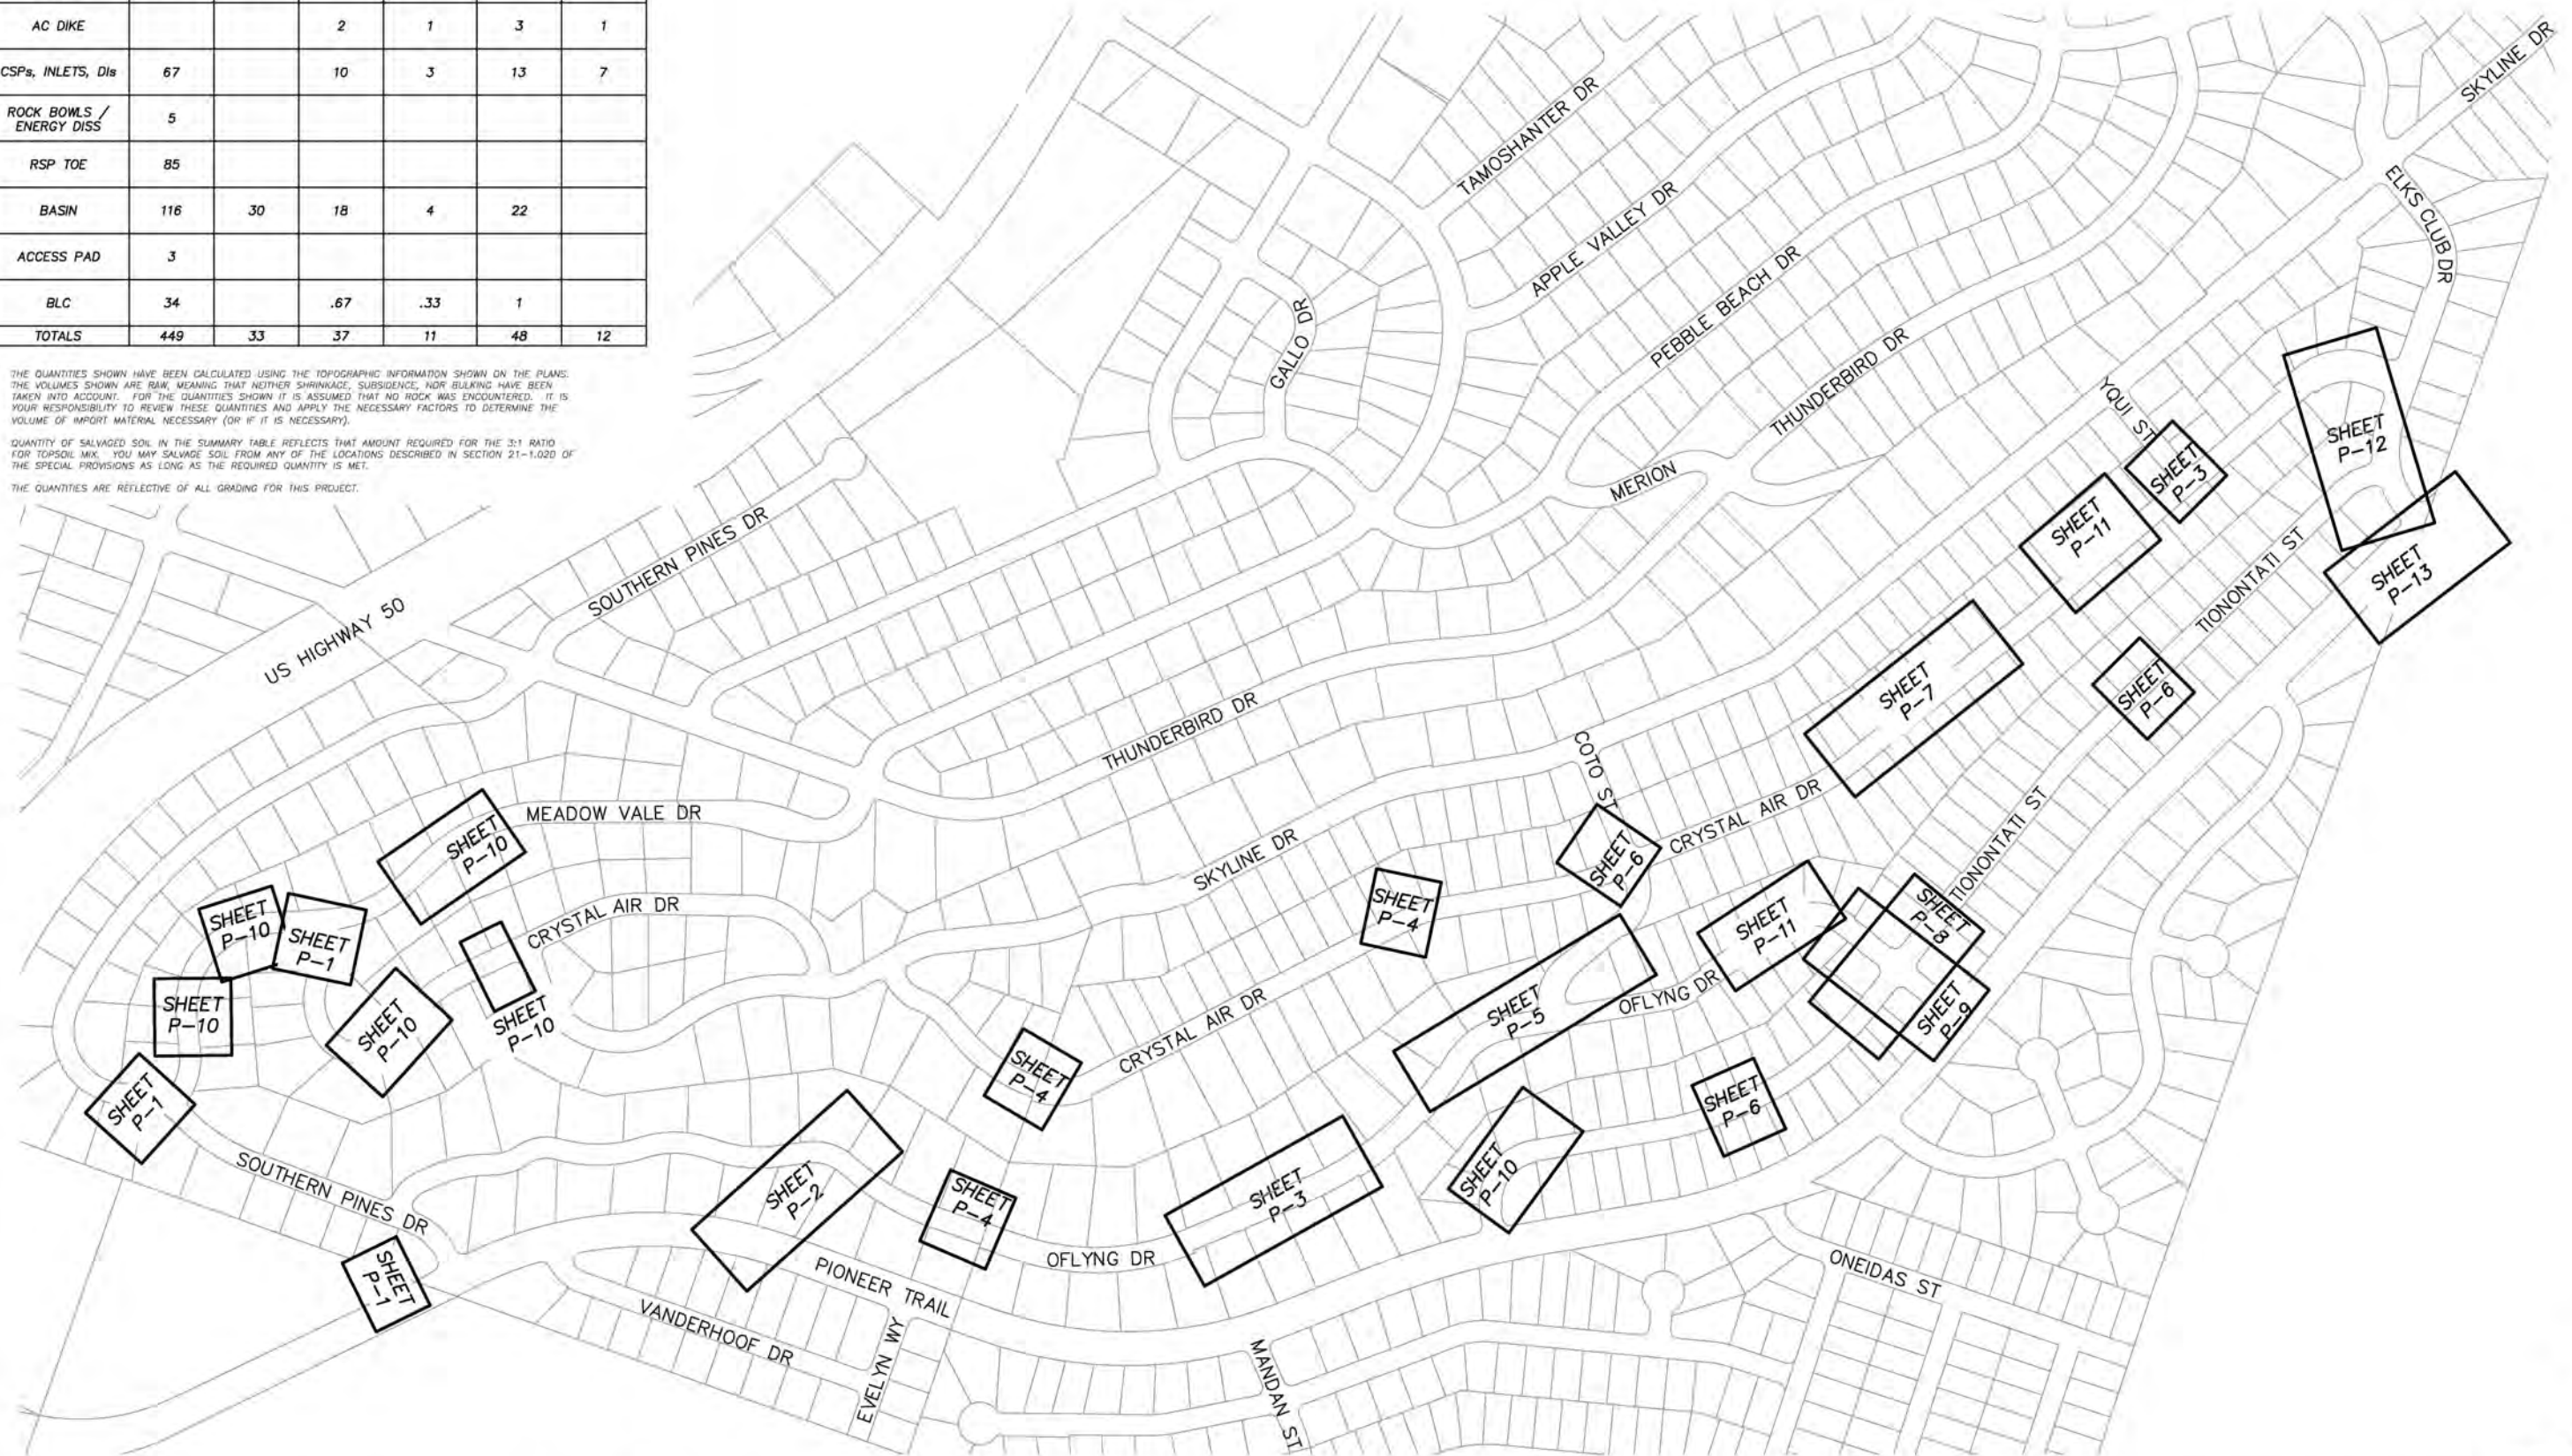 AC DIKE 2 1 3 1
CSPs, INLETS, DIs 67 10 3 13 7
ROCK BOWLS /
ENERGY DISS 5
RSP TOE 85
BASIN 116 30 18 4 22
ACCESS PAD 3
BLC 34 .67 .33 1
TOTALS 449 33 37 11 48 12
THE QUANTITIES SHOWN HAVE BEEN CALCULATED USING THE TOPOGRAPHIC INFORMATION SHOWN ON THE PLANS.
THE VOLUMES SHOWN ARE RAW, MEANING THAT NEITHER SHRINKAGE, SUBSIDENCE, NOR BULKING HAVE BEEN
TAKEN INTO ACCOUNT. FOR THE QUANTITIES SHOWN IT IS ASSUMED THAT NO ROCK WAS ENCOUNTERED. IT IS
YOUR RESPONSIBILITY TO REVIEW THESE QUANTITIES AND APPLY THE NECESSARY FACTORS TO DETERMINE THE
VOLUME OF IMPORT MATERIAL NECESSARY (OR IF IT IS NECESSARY).
QUANTITY OF SALVAGED SOIL IN THE SUMMARY TABLE REFLECTS THAT AMOUNT REQUIRED FOR THE 3:1 RATIO
FOR TOPSOIL MIX. YOU MAY SALVAGE SOIL FROM ANY OF THE LOCATIONS DESCRIBED IN SECTION 21-1.02D OF
THE SPECIAL PROVISIONS AS LONG AS THE REQUIRED QUANTITY IS MET.
THE QUANTITIES ARE REFLECTIVE OF ALL GRADING FOR THIS PROJECT.
SKYLINE DR
TAMOSHANTER DR
ELKS CLUB DR
APPLE VALLEY DR
PEBBLE BEACH DR
GALLO DR
THUNDERBIRD DR
YQUI ST
SHEET
P-12
SHEET
P-3
MERION
SHEET
P-11
SOUTHERN PINES DR
TIONONTATI ST
SHEET
P-13
US HIGHWAY 50
SHEET
P-7
SHEET
P-6
THUNDERBIRD DR
COTO ST
MEADOW VALE DR
CRYSTAL AIR DR
SHEET
P-10
SKYLINE DR
SHEET
P-6
TIONONTATI ST
SHEET
P-10
SHEET
P-1
CRYSTAL AIR DR
SHEET
P-4
SHEET
P-11
SHEET
P-8
SHEET
P-10
SHEET
P-10
SHEET
P-10
CRYSTAL AIR DR
SHEET
P-5
OFLYNG DR
SHEET
P-9
SHEET
P-1
SHEET
P-4
SHEET
P-6
SOUTHERN PINES DR
SHEET
P-2
SHEET
P-4
SHEET
P-3
SHEET
P-10
SHEET
P-1
OFLYNG DR
ONEIDAS ST
PIONEER TRAIL
VANDERHOOF DR
EVELYN WY
MANDAN ST